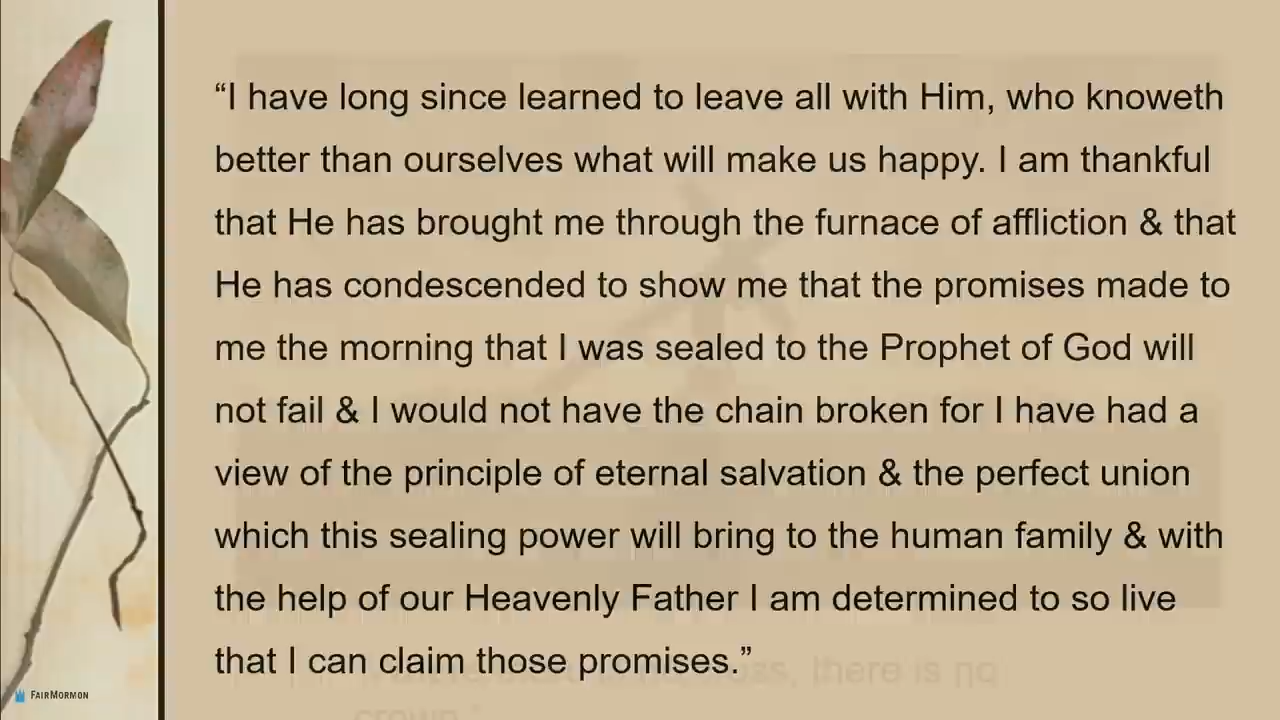 “I have long since learned to leave all with Him, who knoweth
better than ourselves what will make us happy. I am thankful
that He has brought me through the furnace of affliction & that
He has condescended to show me that the promises made to
me the morning that I was sealed to the Prophet of God will
not fail & I would not have the chain broken for I have had a
view of the principle of eternal salvation & the perfect union
which this sealing power will bring to the human family & with
the help of our Heavenly Father I am determined to so live
that I can claim those promises.”
there is no
crown.”
FAIRMORMON